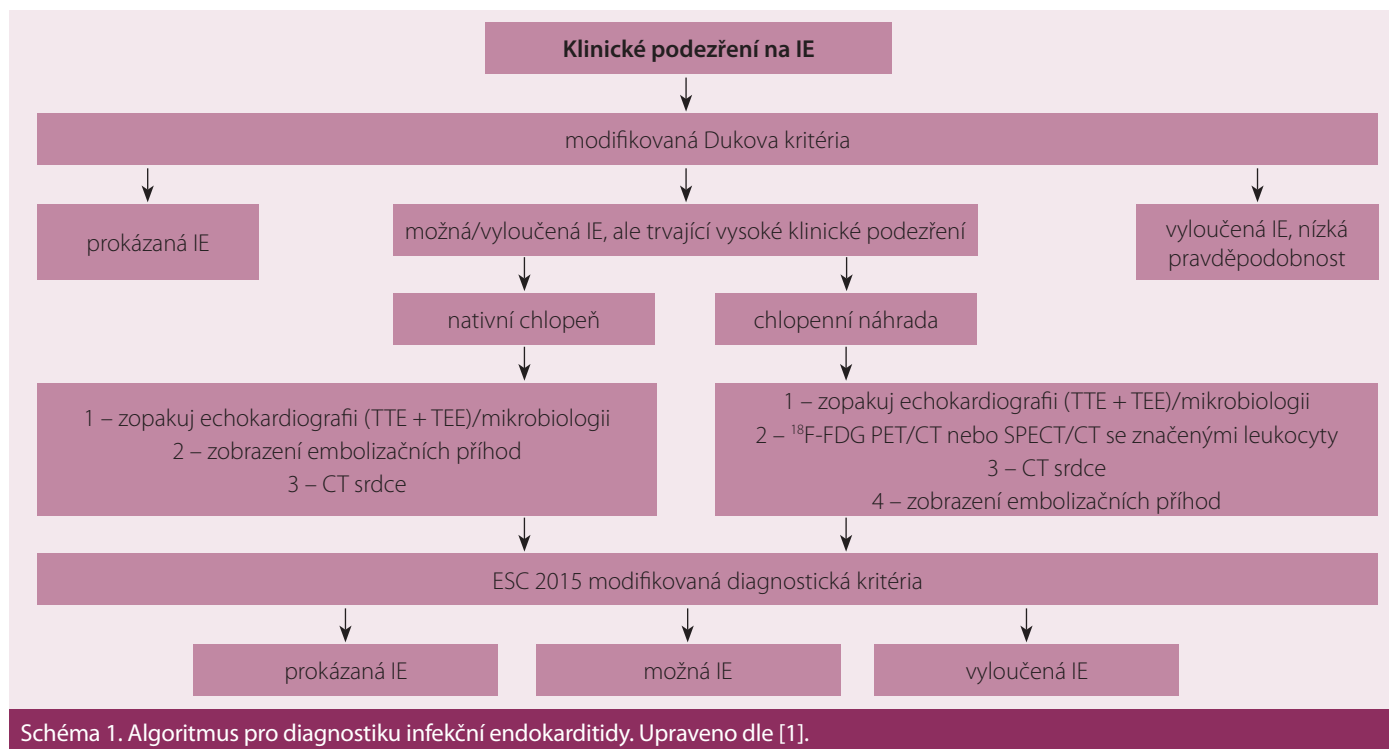 Klinické podezření na IE
modifikovaná Dukova kritéria
prokázaná IE
možná/vyloučená IE, ale trvající vysoké klinické podezření
vyloučená IE, nízká
pravděpodobnost
nativní chlopeň
chlopenní náhrada
1 – zopakuj echokardiografii (TTE + TEE)/mikrobiologii
2 – zobrazení embolizačních příhod
3 – CT srdce
1 – zopakuj echokardiografii (TTE + TEE)/mikrobiologii
2 – ¹⁸F-FDG PET/CT nebo SPECT/CT se značenými leukocyty
3 – CT srdce
4 – zobrazení embolizačních příhod
ESC 2015 modifikovaná diagnostická kritéria
prokázaná IE
možná IE
vyloučená IE
Schéma 1. Algoritmus pro diagnostiku infekční endokarditidy. Upraveno dle [1].